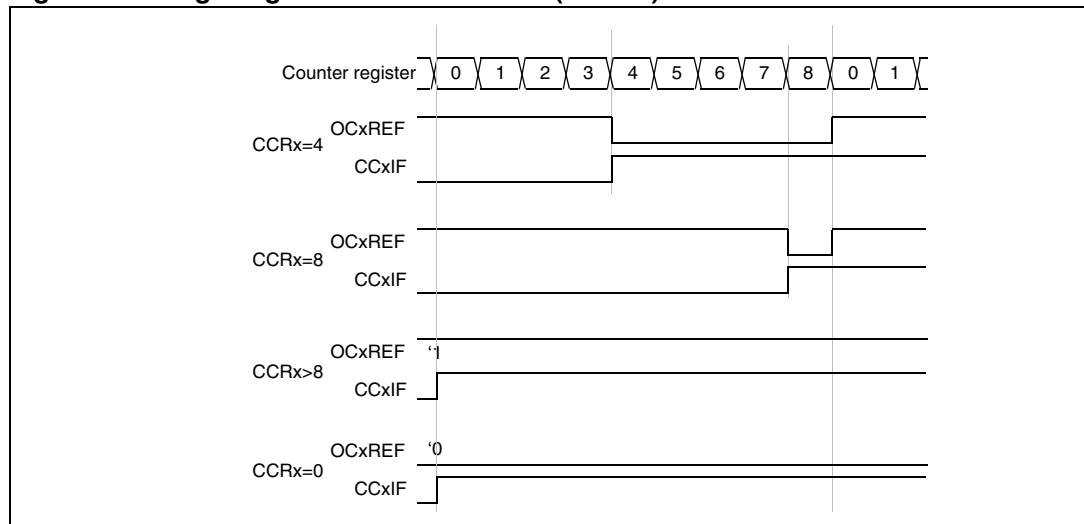 Counter register 0 1 2 3 4 5 6 7 8 0 1
OCxREF
CCRx=4
CCxIF
OCxREF
CCRx=8
CCxIF
OCxREF ‘1
CCRx>8
CCxIF
OCxREF ‘0
CCRx=0
CCxIF